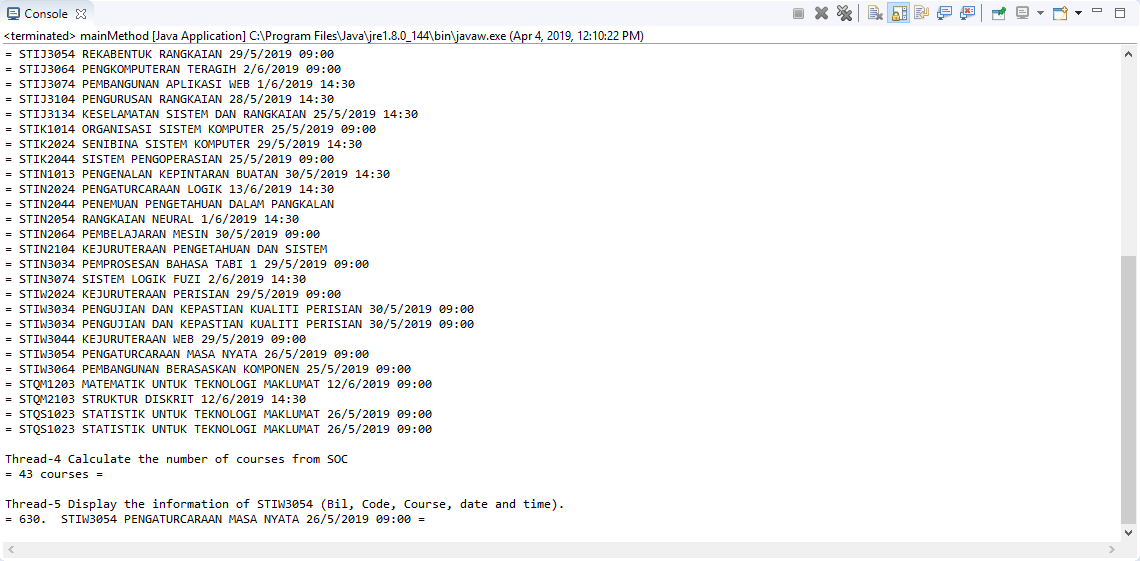 Console
<terminated> mainMethod [Java Application] C:\Program Files\Java\jre1.8.0_144\bin\javaw.exe (Apr 4, 2019, 12:10:22 PM)
= STIJ3054 REKABENTUK RANGKAIAN 29/5/2019 09:00
= STIJ3064 PENGKOMPUTERAN TERAGIH 2/6/2019 09:00
= STIJ3074 PEMBANGUNAN APLIKASI WEB 1/6/2019 14:30
= STIJ3104 PENGURUSAN RANGKAIAN 28/5/2019 14:30
= STIJ3134 KESELAMATAN SISTEM DAN RANGKAIAN 25/5/2019 14:30
= STIK1014 ORGANISASI SISTEM KOMPUTER 25/5/2019 09:00
= STIK2024 SENIBINA SISTEM KOMPUTER 29/5/2019 14:30
= STIK2044 SISTEM PENGOPERASIAN 25/5/2019 09:00
= STIN1013 PENGENALAN KEPINTARAN BUATAN 30/5/2019 14:30
= STIN2024 PENGATURCARAAN LOGIK 13/6/2019 14:30
= STIN2044 PENEMUAN PENGETAHUAN DALAM PANGKALAN
= STIN2054 RANGKAIAN NEURAL 1/6/2019 14:30
= STIN2064 PEMBELAJARAN MESIN 30/5/2019 09:00
= STIN2104 KEJURUTERAAN PENGETAHUAN DAN SISTEM
= STIN3034 PEMPROSESAN BAHASA TABI 1 29/5/2019 09:00
= STIN3074 SISTEM LOGIK FUZI 2/6/2019 14:30
= STIW2024 KEJURUTERAAN PERISIAN 29/5/2019 09:00
= STIW3034 PENGUJIAN DAN KEPASTIAN KUALITI PERISIAN 30/5/2019 09:00
= STIW3034 PENGUJIAN DAN KEPASTIAN KUALITI PERISIAN 30/5/2019 09:00
= STIW3044 KEJURUTERAAN WEB 29/5/2019 09:00
= STIW3054 PENGATURCARAAN MASA NYATA 26/5/2019 09:00
= STIW3064 PEMBANGUNAN BERASASKAN KOMPONEN 25/5/2019 09:00
= STQM1203 MATEMATIK UNTUK TEKNOLOGI MAKLUMAT 12/6/2019 09:00
= STQM2103 STRUKTUR DISKRIT 12/6/2019 14:30
= STQS1023 STATISTIK UNTUK TEKNOLOGI MAKLUMAT 26/5/2019 09:00
= STQS1023 STATISTIK UNTUK TEKNOLOGI MAKLUMAT 26/5/2019 09:00
Thread-4 Calculate the number of courses from SOC
= 43 courses =
Thread-5 Display the information of STIW3054 (Bil, Code, Course, date and time).
= 630.  STIW3054 PENGATURCARAAN MASA NYATA 26/5/2019 09:00 =